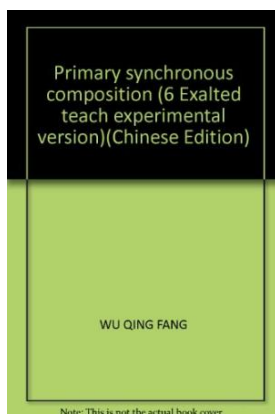 Primary synchronous
composition (6 Exalted
teach experimental
version)(Chinese Edition)
WU QING FANG
Note: This is not the actual book cover